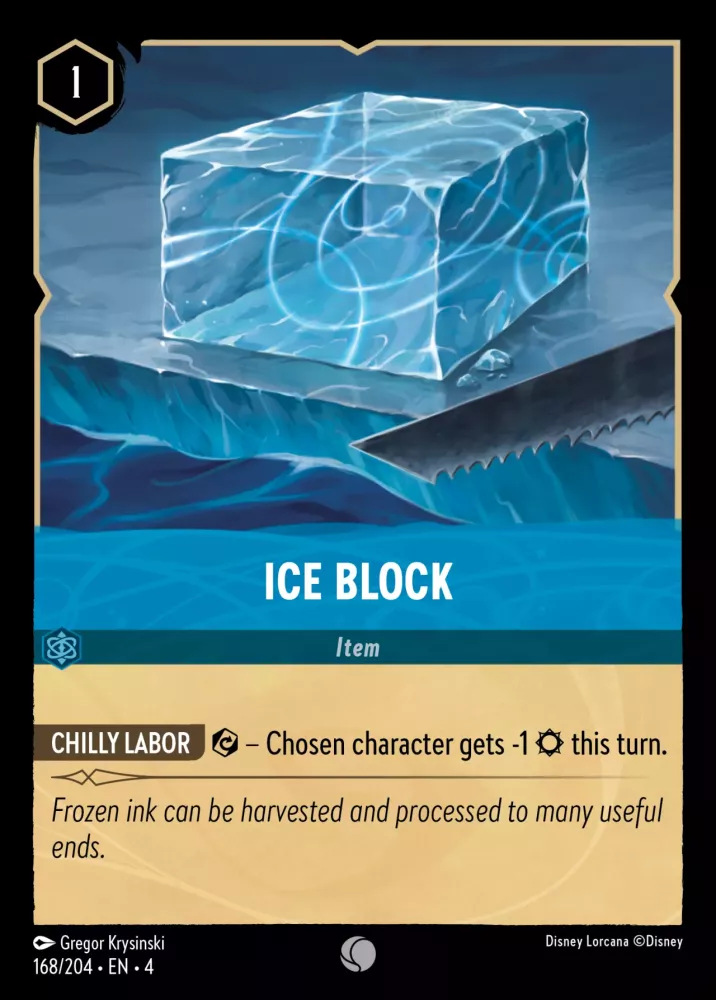 1
ICE BLOCK
Item
CHILLY LABOR – Chosen character gets -1 this turn.
Frozen ink can be harvested and processed to many useful
ends.
Gregor Krysinski
Disney Lorcana ©Disney
168/204 • EN • 4